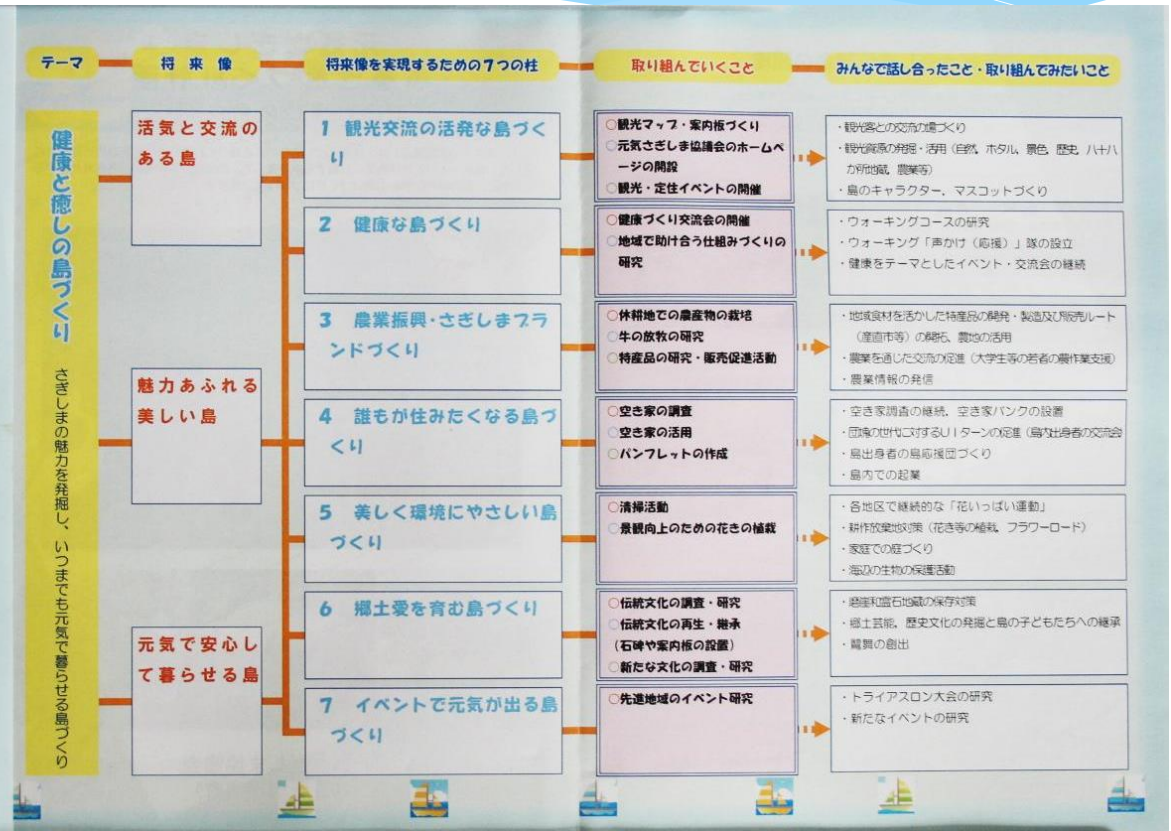 テーマ
将来像
将来像を実現するための7つの柱
取り組んでいくこと
みんなで話し合ったこと・取り組んでみたいこと
健康と癒しの島づくり
さぎしまの魅力を発掘し、いつまでも元気で暮らせる島づくり
活気と交流の
ある島
魅力あふれる
美しい島
元気で安心し
て暮らせる島
1 観光交流の活発な島づく
り
○観光マップ・案内板づくり
○元気さぎしま協議会のホームペ
ージの開設
○観光・定住イベントの開催
・観光客との交流の場づくり
・観光資源の発掘・活用（自然、ホタル、景色、歴史、八十八
が所地蔵、農業等）
・島のキャラクター、マスコットづくり
2 健康な島づくり
○健康づくり交流会の開催
○地域で助け合う仕組みづくりの
研究
・ウォーキングコースの研究
・ウォーキング「声かけ（応援）」隊の設立
・健康をテーマとしたイベント・交流会の継続
3 農業振興・さぎしまブラ
ンドづくり
○休耕地での農産物の栽培
○牛の放牧の研究
○特産品の研究・販売促進活動
・地域食材を活かした特産品の開発・製造及び販売ルート
（産直市等）の開拓、農地の活用
・農業を通じた交流の促進（大学生等の若者の農作業支援）
・農業情報の発信
4 誰もが住みたくなる島づ
くり
○空き家の調査
○空き家の活用
○パンフレットの作成
・空き家調査の継続、空き家バンクの設置
・団塊の世代に対するUIターンの促進（島内出身者の交流会
・島出身者の島応援団づくり
・島内での起業
5 美しく環境にやさしい島
づくり
○清掃活動
○景観向上のための花きの植栽
・各地区で継続的な「花いっぱい運動」
・耕作放棄地対策（花き等の植栽、フラワーロード）
・家庭での庭づくり
・海辺の生物の保護活動
6 郷土愛を育む島づくり
○伝統文化の調査・研究
○伝統文化の再生・継承
（石碑や案内板の設置）
○新たな文化の調査・研究
・磨崖和霊石地蔵の保存対策
・郷土芸能、歴史文化の発掘と島の子どもたちへの継承
・鷺舞の創出
7 イベントで元気が出る島
づくり
○先進地域のイベント研究
・トライアスロン大会の研究
・新たなイベントの研究